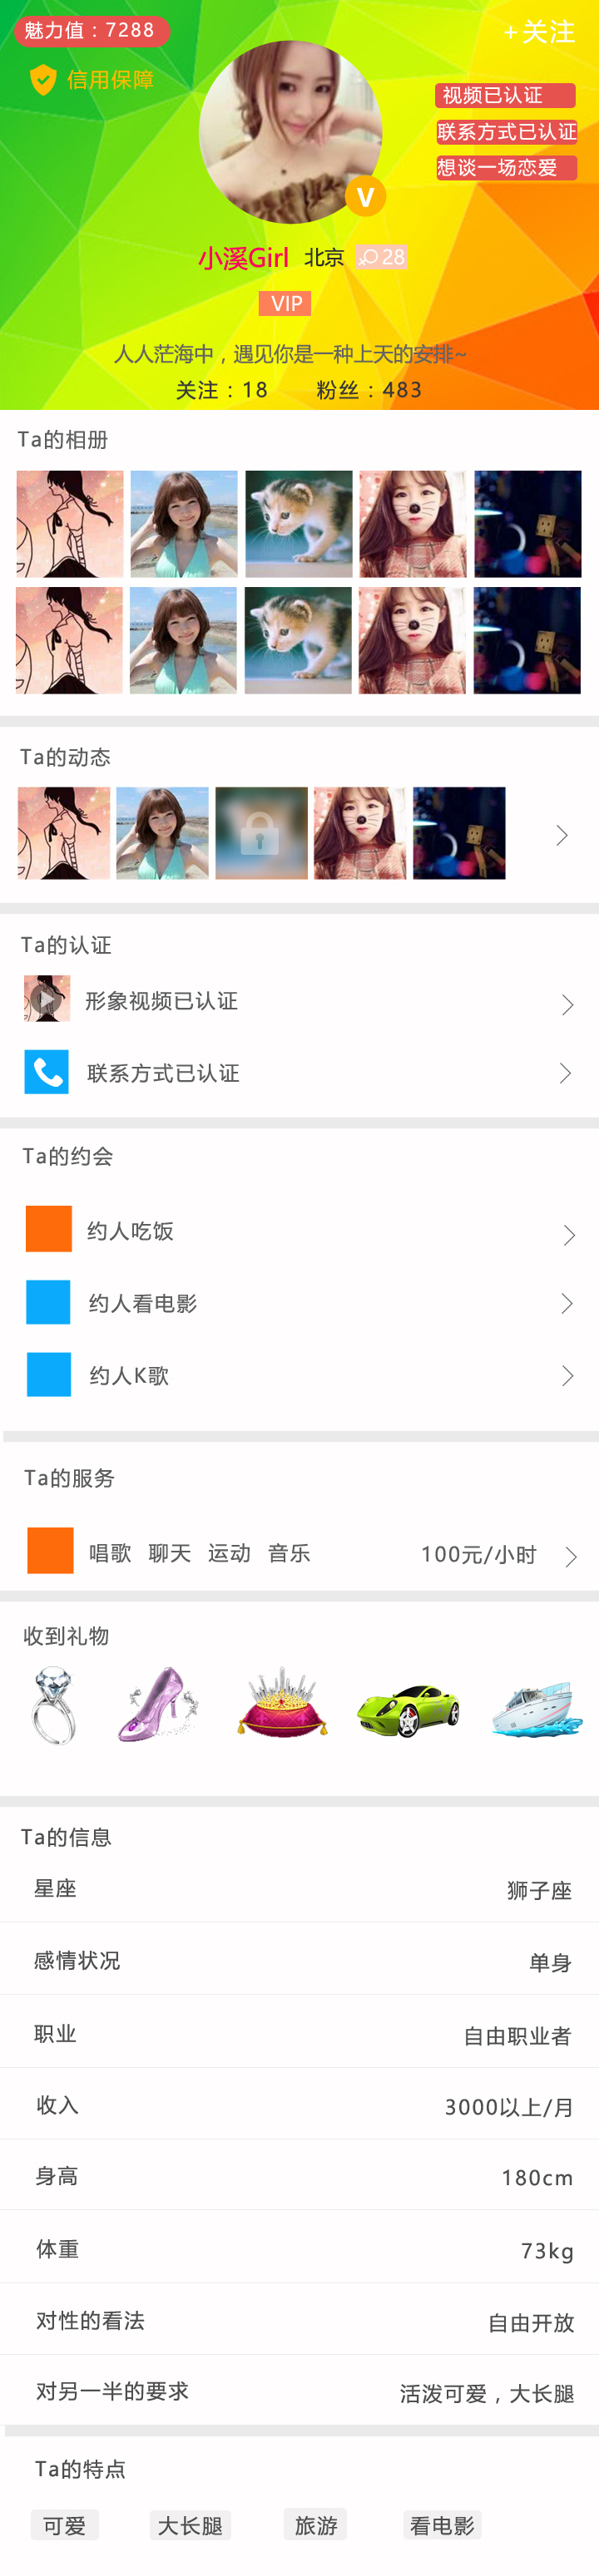 魅力值：7288
+关注
信用保障
视频已认证
联系方式已认证
想谈一场恋爱
V
小溪Girl 北京 28
VIP
人人茫海中，遇见你是一种上天的安排~
关注：18 粉丝：483
Ta的相册
Ta的动态
Ta的认证
形象视频已认证
联系方式已认证
Ta的约会
约人吃饭
约人看电影
约人K歌
Ta的服务
唱歌 聊天 运动 音乐 100元/小时
收到礼物
Ta的信息
星座 狮子座
感情状况 单身
职业 自由职业者
收入 3000以上/月
身高 180cm
体重 73kg
对性的看法 自由开放
对另一半的要求 活泼可爱，大长腿
Ta的特点
可爱 大长腿 旅游 看电影